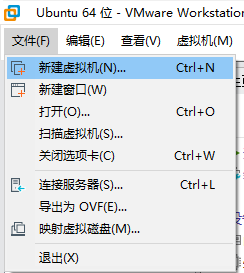 Ubuntu 64 位 - VMware Workstation
文件(F) 编辑(E) 查看(V) 虚拟机(M)
新建虚拟机(N)... Ctrl+N
新建窗口(W)
打开(O)... Ctrl+O
扫描虚拟机(S)...
关闭选项卡(C) Ctrl+W
连接服务器(S)... Ctrl+L
导出为 OVF(E)...
映射虚拟磁盘(M)...
退出(X)